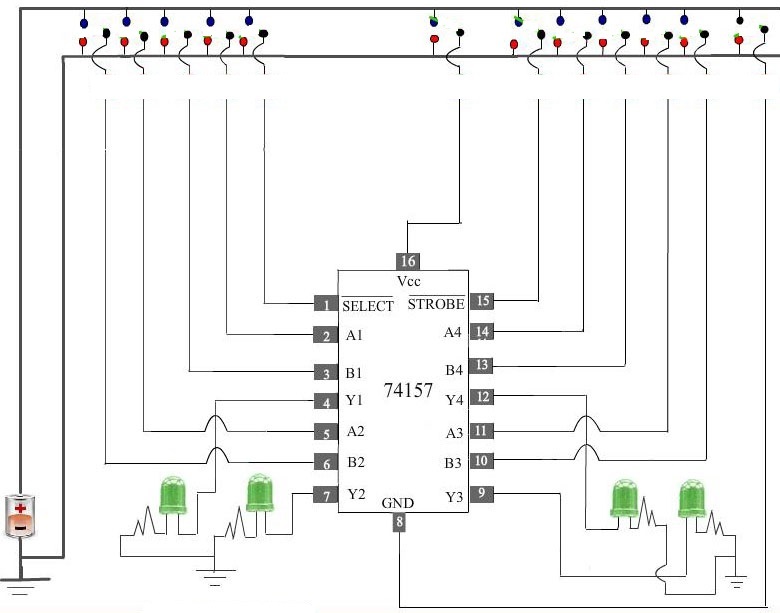 16
Vcc
1 SELECT STROBE 15
2 A1 A4 14
3 B1 B4 13
74157
4 Y1 Y4 12
5 A2 A3 11
6 B2 B3 10
7 Y2 Y3 9
GND
8
+
-